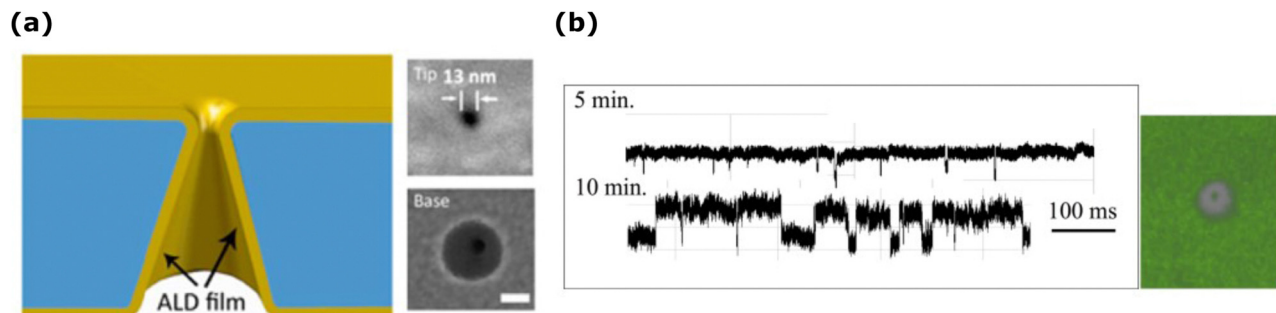 (a)
(b)
Tip
13 nm
Base
ALD film
5 min.
10 min.
100 ms